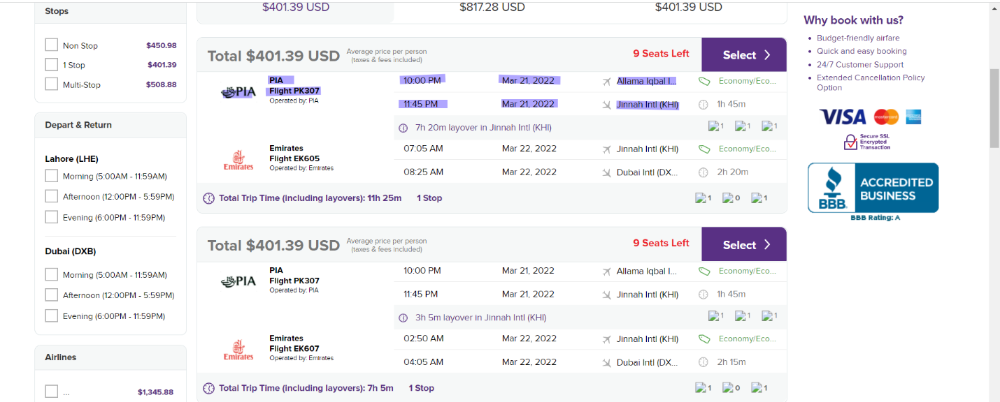 Stops
Non Stop $450.98
1 Stop $401.39
Multi-Stop $508.88
Depart & Return
Lahore (LHE)
Morning (5:00AM - 11:59AM)
Afternoon (12:00PM - 5:59PM)
Evening (6:00PM - 11:59PM)
Dubai (DXB)
Morning (5:00AM - 11:59AM)
Afternoon (12:00PM - 5:59PM)
Evening (6:00PM - 11:59PM)
Airlines
... $1,345.88
$401.39 USD $817.28 USD $401.39 USD
Total $401.39 USD
Average price per person
(taxes & fees included)
9 Seats Left
Select
PIA
PIA
Flight PK307
Operated by: PIA
10:00 PM Mar 21, 2022 Allama Iqbal I... Economy/Eco...
11:45 PM Mar 21, 2022 Jinnah Intl (KHI) 1h 45m
7h 20m layover in Jinnah Intl (KHI) 1 1 1
Emirates
Emirates
Flight EK605
Operated by: Emirates
07:05 AM Mar 22, 2022 Jinnah Intl (KHI) Economy/Eco...
08:25 AM Mar 22, 2022 Dubai Intl (DX... 2h 20m
Total Trip Time (including layovers): 11h 25m 1 Stop 1 0 1
Total $401.39 USD
Average price per person
(taxes & fees included)
9 Seats Left
Select
PIA
PIA
Flight PK307
Operated by: PIA
10:00 PM Mar 21, 2022 Allama Iqbal I... Economy/Eco...
11:45 PM Mar 21, 2022 Jinnah Intl (KHI) 1h 45m
3h 5m layover in Jinnah Intl (KHI) 1 1 1
Emirates
Emirates
Flight EK607
Operated by: Emirates
02:50 AM Mar 22, 2022 Jinnah Intl (KHI) Economy/Eco...
04:05 AM Mar 22, 2022 Dubai Intl (DX... 2h 15m
Total Trip Time (including layovers): 7h 5m 1 Stop 1 0 1
Why book with us?
Budget-friendly airfare
Quick and easy booking
24/7 Customer Support
Extended Cancellation Policy
Option
VISA mastercard
Secure SSL
Encrypted
Transaction
BBB.
ACCREDITED
BUSINESS
BBB Rating: A